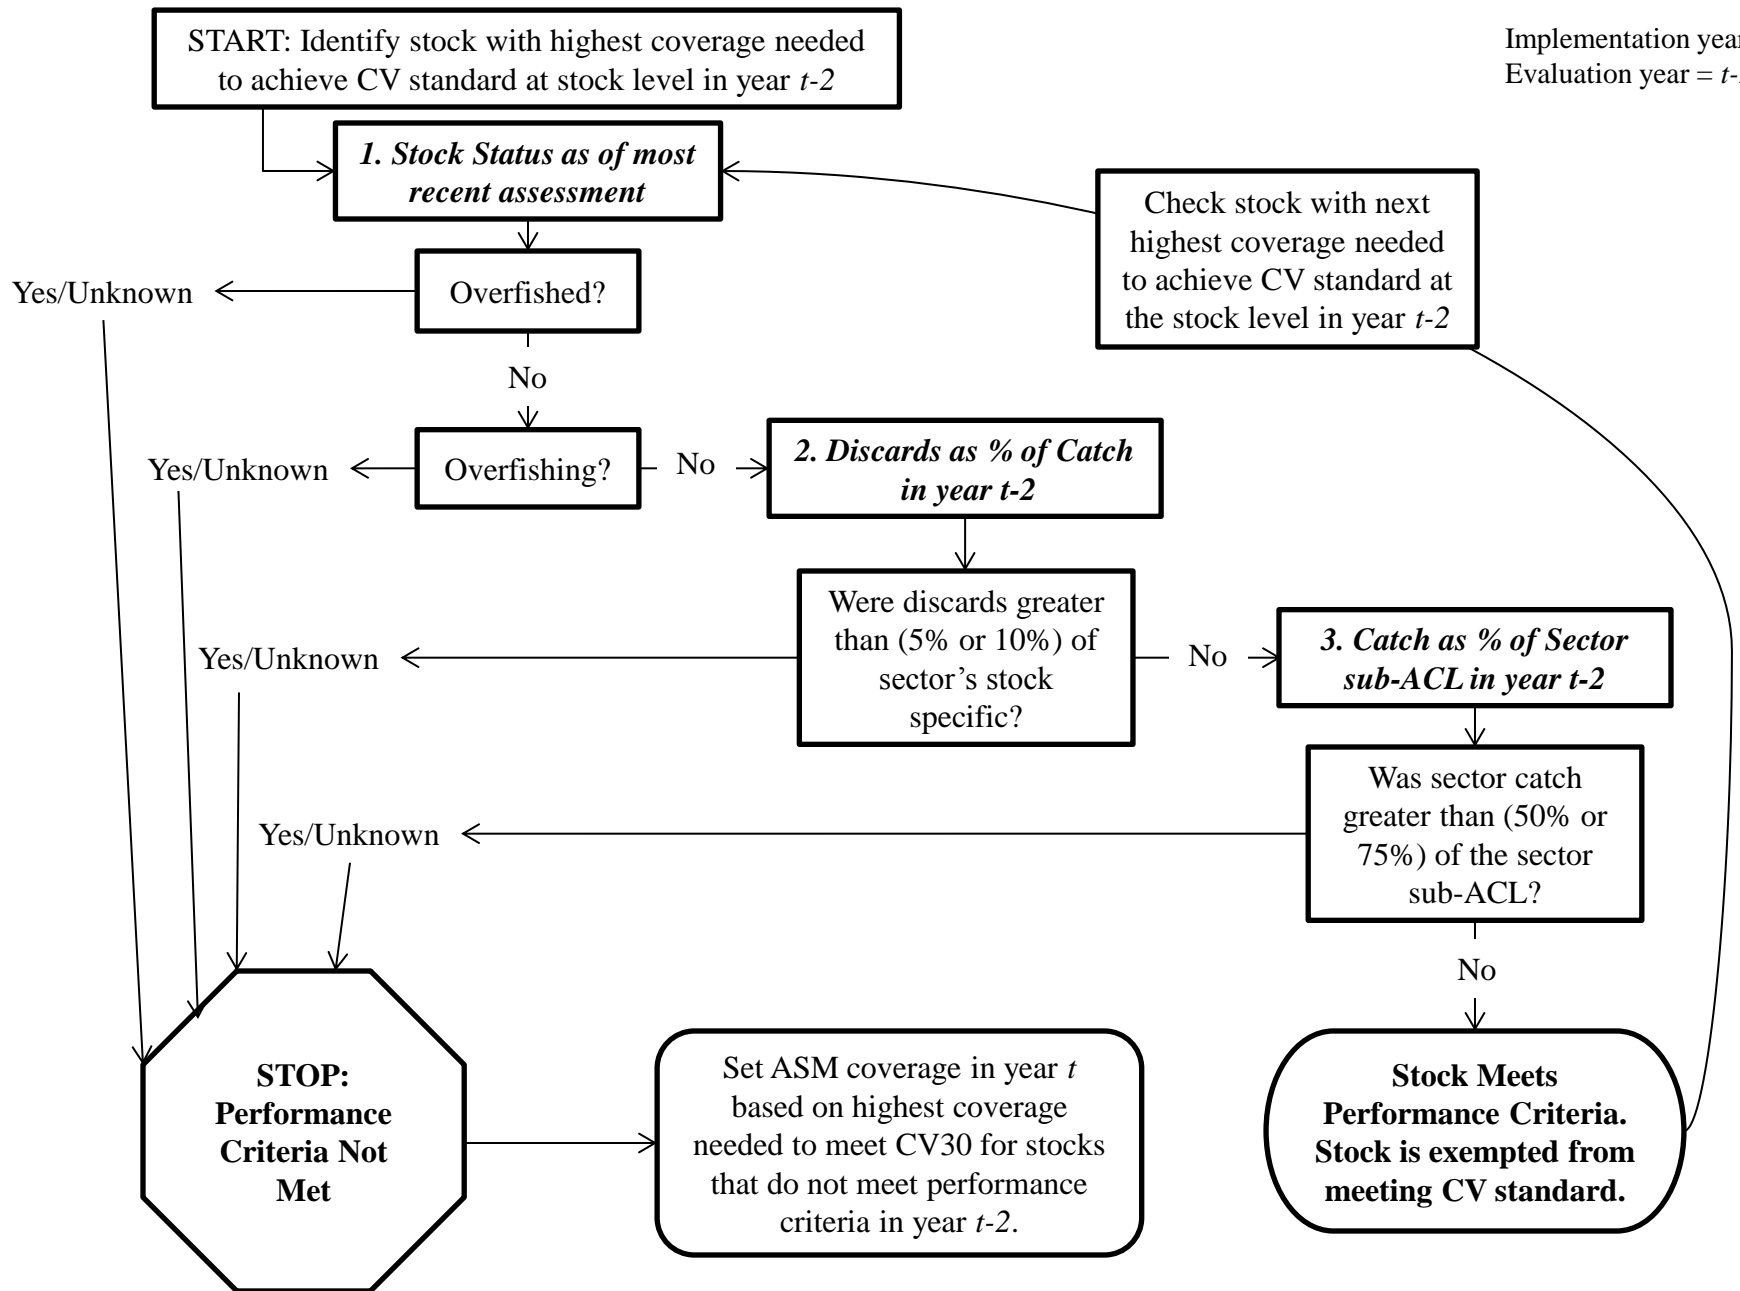 START: Identify stock with highest coverage needed
to achieve CV standard at stock level in year t-2
Implementation year
Evaluation year = t-
1. Stock Status as of most
recent assessment
Check stock with next
highest coverage needed
to achieve CV standard at
the stock level in year t-2
Overfished?
Yes/Unknown
No
Overfishing?
Yes/Unknown
No
2. Discards as % of Catch
in year t-2
Were discards greater
than (5% or 10%) of
sector’s stock
specific?
Yes/Unknown
No
3. Catch as % of Sector
sub-ACL in year t-2
Was sector catch
greater than (50% or
75%) of the sector
sub-ACL?
Yes/Unknown
No
STOP:
Performance
Criteria Not
Met
Set ASM coverage in year t
based on highest coverage
needed to meet CV30 for stocks
that do not meet performance
criteria in year t-2.
Stock Meets
Performance Criteria.
Stock is exempted from
meeting CV standard.